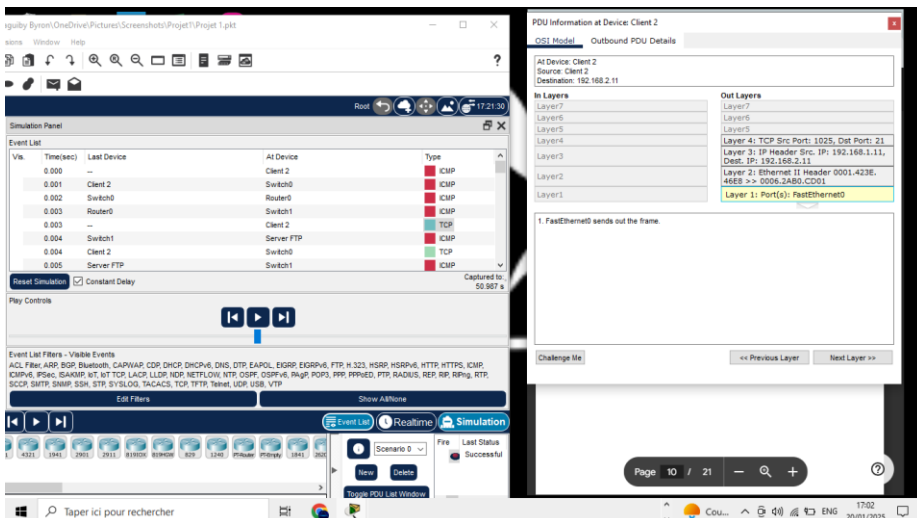 xguiby Byron\OneDrive\Pictures\Screenshots\Projet1\Projet 1.pkt
Window Help
?
Root 17:21:30
Simulation Panel
Event List
Vis. Time(sec) Last Device At Device Type
0.000 -- Client 2 ICMP
0.001 Client 2 Switch0 ICMP
0.002 Switch0 Router0 ICMP
0.003 Router0 Switch1 ICMP
0.003 -- Client 2 TCP
0.004 Switch1 Server FTP ICMP
0.004 Client 2 Switch0 TCP
0.005 Server FTP Switch1 ICMP
Reset Simulation Constant Delay Captured to:
50.987 s
Play Controls
Event List Filters - Visible Events
ACL Filter, ARP, BGP, Bluetooth, CAPWAP, CDP, DHCP, DHCPv6, DNS, DTP, EAPOL, EIGRP, EIGRPv6, FTP, H.323, HSRP, HSRPv6, HTTP, HTTPS, ICMP,
ICMPv6, IPSec, ISAKMP, IoT, IoT TCP, LACP, LLDP, NDP, NETFLOW, NTP, OSPF, OSPFv6, PAgP, POP3, PPP, PPPoED, PTP, RADIUS, REP, RIP, RIPng, RTP,
SCCP, SMTP, SNMP, SSH, STP, SYSLOG, TACACS, TCP, TFTP, Telnet, UDP, USB, VTP
Edit Filters Show All/None
Event List Realtime Simulation
4321 1941 2901 2911 819IOX 819HGW 829 1240 PT-Router PT-Empty 1841
Scenario 0
New Delete
Toggle PDU List Window
Fire Last Status
Successful
PDU Information at Device: Client 2
OSI Model Outbound PDU Details
At Device: Client 2
Source: Client 2
Destination: 192.168.2.11
In Layers
Layer7
Layer6
Layer5
Layer4
Layer3
Layer2
Layer1
Out Layers
Layer7
Layer6
Layer5
Layer 4: TCP Src Port: 1025, Dst Port: 21
Layer 3: IP Header Src. IP: 192.168.1.11,
Dest. IP: 192.168.2.11
Layer 2: Ethernet II Header 0001.423E.
46E8 >> 0006.2AB0.CD01
Layer 1: Port(s): FastEthernet0
1. FastEthernet0 sends out the frame.
Challenge Me << Previous Layer Next Layer >>
Page 10 / 21
Taper ici pour rechercher
Cou... ENG 17:02
20/01/2025